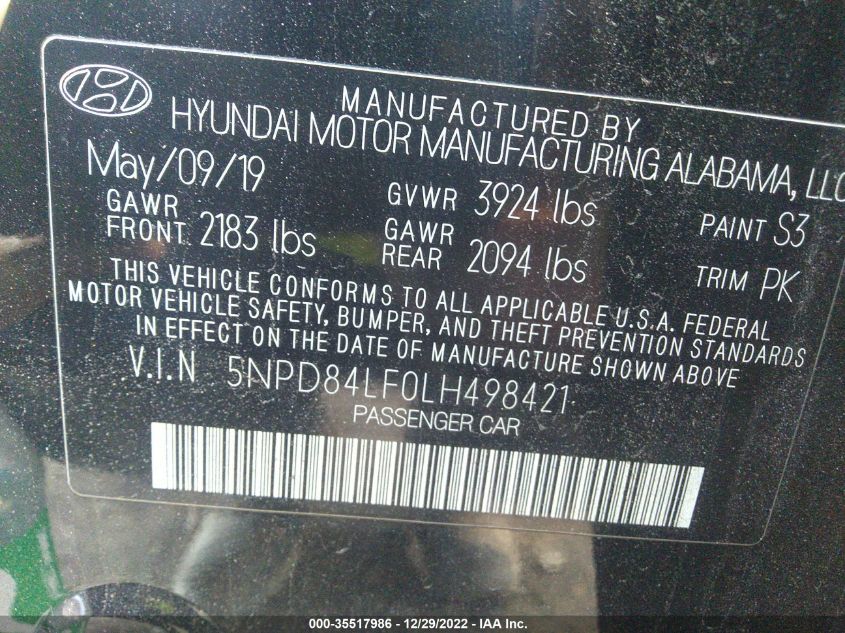 MANUFACTURED BY
HYUNDAI MOTOR MANUFACTURING ALABAMA, LLC
May/09/19 GVWR 3924 lbs PAINT S3
GAWR FRONT 2183 lbs GAWR REAR 2094 lbs TRIM PK
THIS VEHICLE CONFORMS TO ALL APPLICABLE U.S.A. FEDERAL
MOTOR VEHICLE SAFETY, BUMPER, AND THEFT PREVENTION STANDARDS
IN EFFECT ON THE DATE OF MANUFACTURE SHOWN ABOVE
V.I.N 5NPD84LF0LH498421
PASSENGER CAR
000-35517986 - 12/29/2022 - IAA Inc.